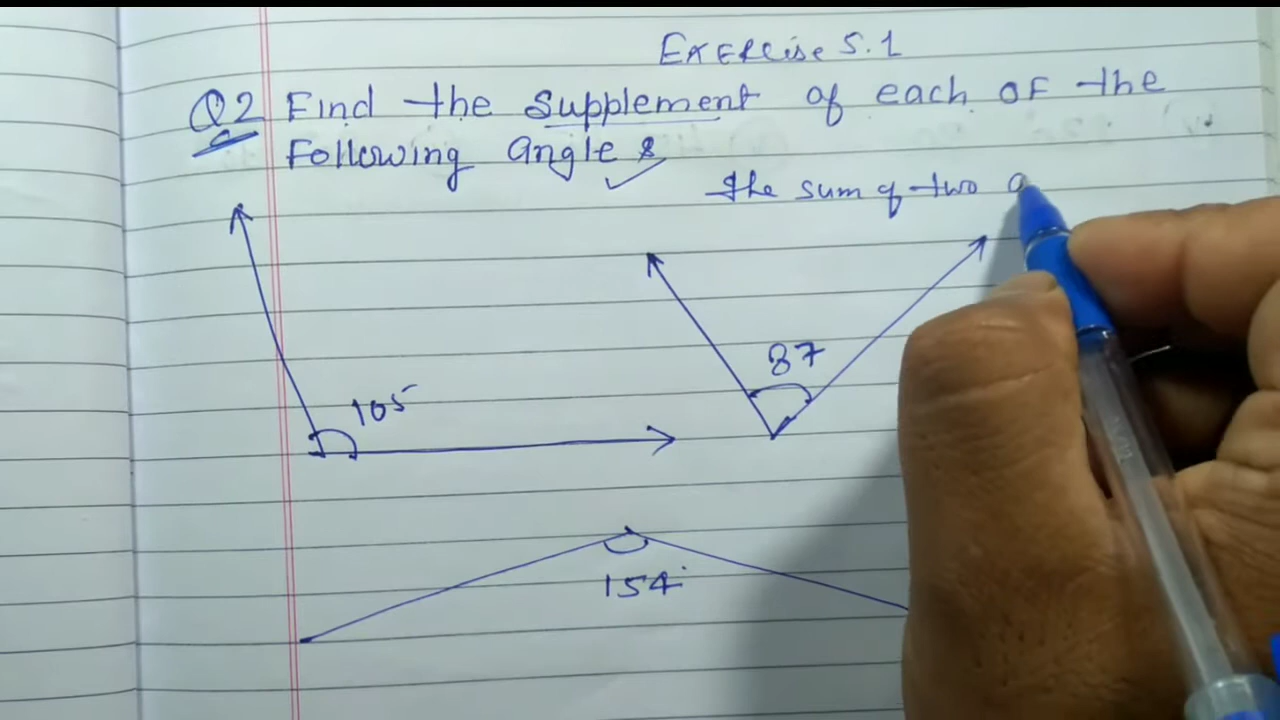 Exercise 5.1
Q2 Find the supplement of each of the
following angles
the sum of two a
105
87
154°